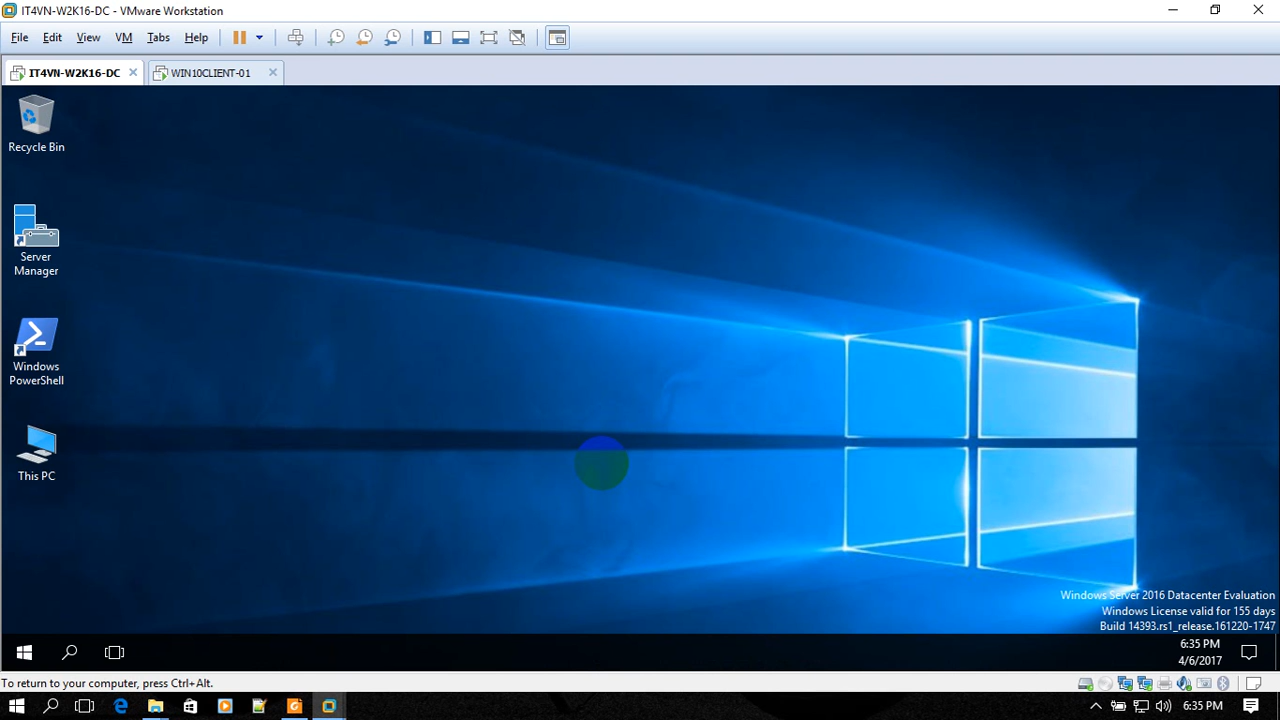 IT4VN-W2K16-DC - VMware Workstation
File Edit View VM Tabs Help
IT4VN-W2K16-DC WIN10CLIENT-01
Recycle Bin
Server
Manager
Windows
PowerShell
This PC
Windows Server 2016 Datacenter Evaluation
Windows License valid for 155 days
Build 14393.rs1_release.161220-1747
6:35 PM
4/6/2017
To return to your computer, press Ctrl+Alt.
6:35 PM